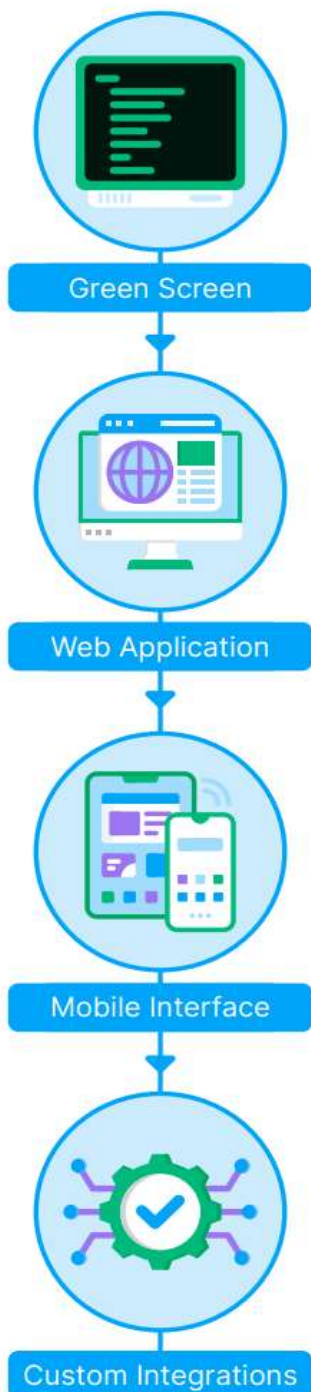 Green Screen
Web Application
Mobile Interface
Custom Integrations